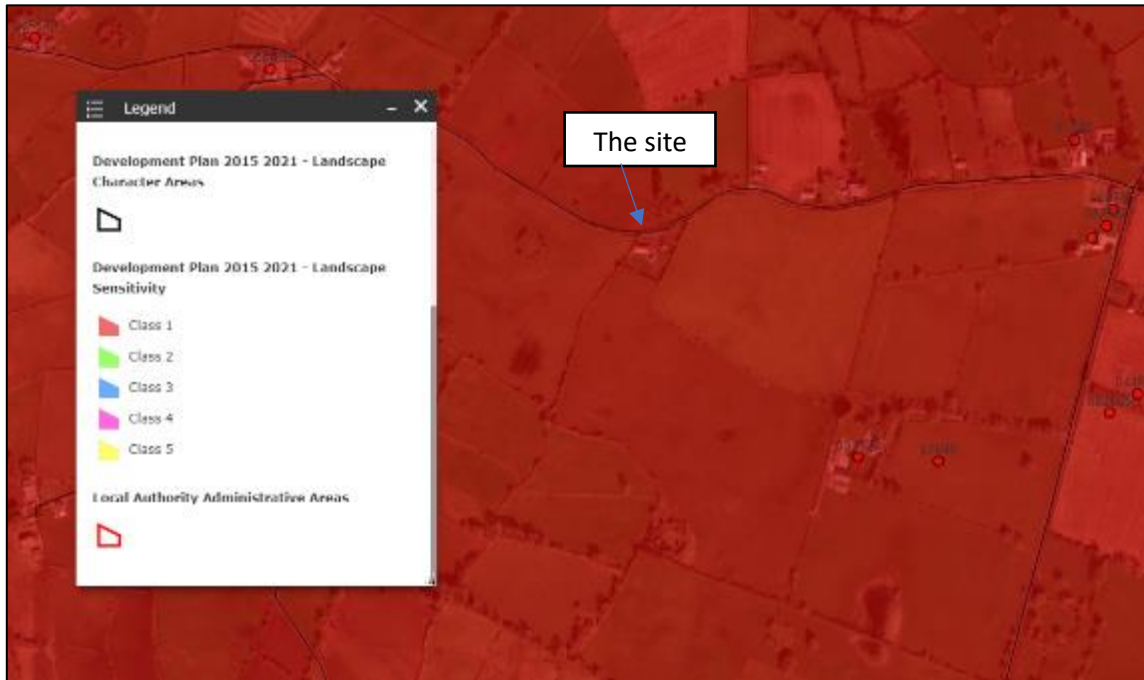 Legend
The site
Development Plan 2015 2021 - Landscape
Character Areas
Development Plan 2015 2021 - Landscape
Sensitivity
Class 1
Class 2
Class 3
Class 4
Class 5
Local Authority Administrative Areas